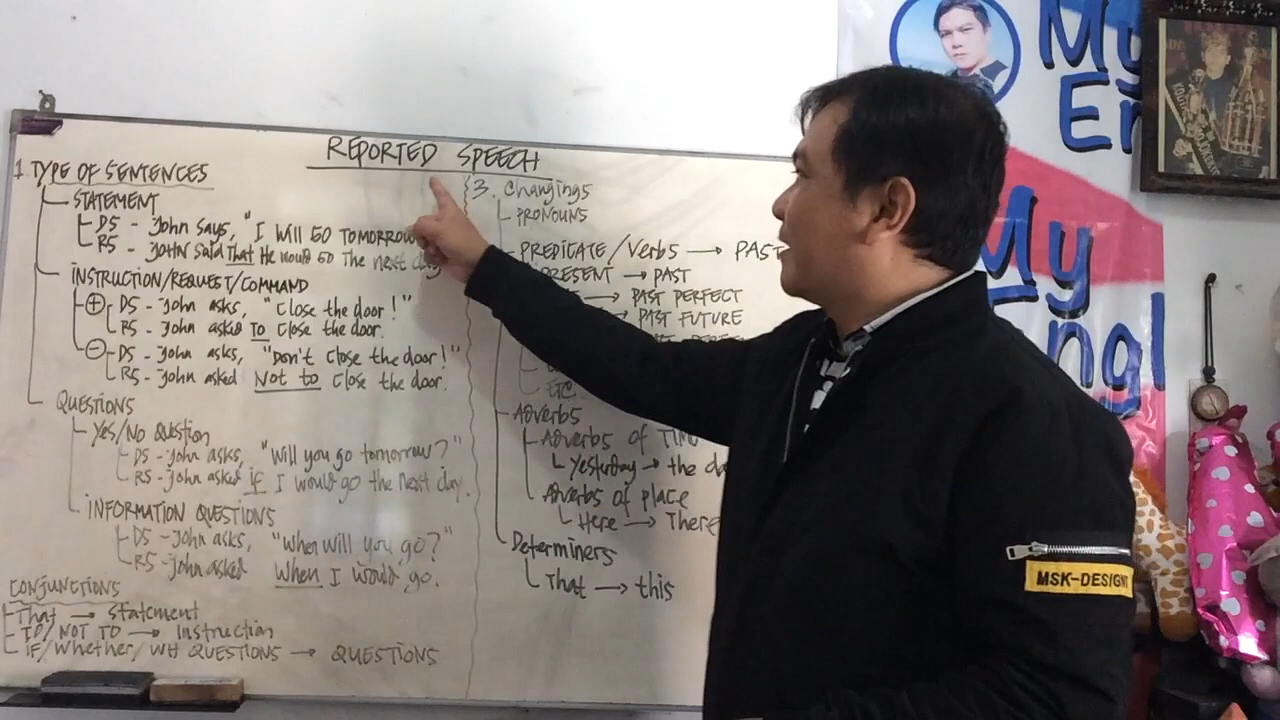 REPORTED SPEECH
1 TYPE OF SENTENCES
STATEMENT
DS - John says, "I will GO TOMORROW
RS - JOHN said That He would GO The next day
INSTRUCTION/REQUEST/COMMAND
+ DS - John asks, "Close the door!"
RS - John asked TO Close the door.
- DS - John asks, "Don't Close the door!"
RS - John asked Not to Close the door.
QUESTIONS
Yes/No Question
DS - John asks, "Will you go tomorrow?"
RS - John asked if I would go the next day.
INFORMATION QUESTIONS
DS - John asks, "When will you go?"
RS - John asked When I would go.
CONJUNCTIONS
That → Statement
TO/NOT TO → Instruction
IF/Whether/WH QUESTIONS → QUESTIONS
3. Changings
PRONOUNS
PREDICATE/Verbs → PAST
PRESENT → PAST
→ PAST PERFECT
→ PAST FUTURE
ETC
Adverbs
Adverbs of TIME
Yesterday → the da
Adverbs of place
Here → There
Determiners
That → this
My
En
My
Engl
MSK-DESIGN